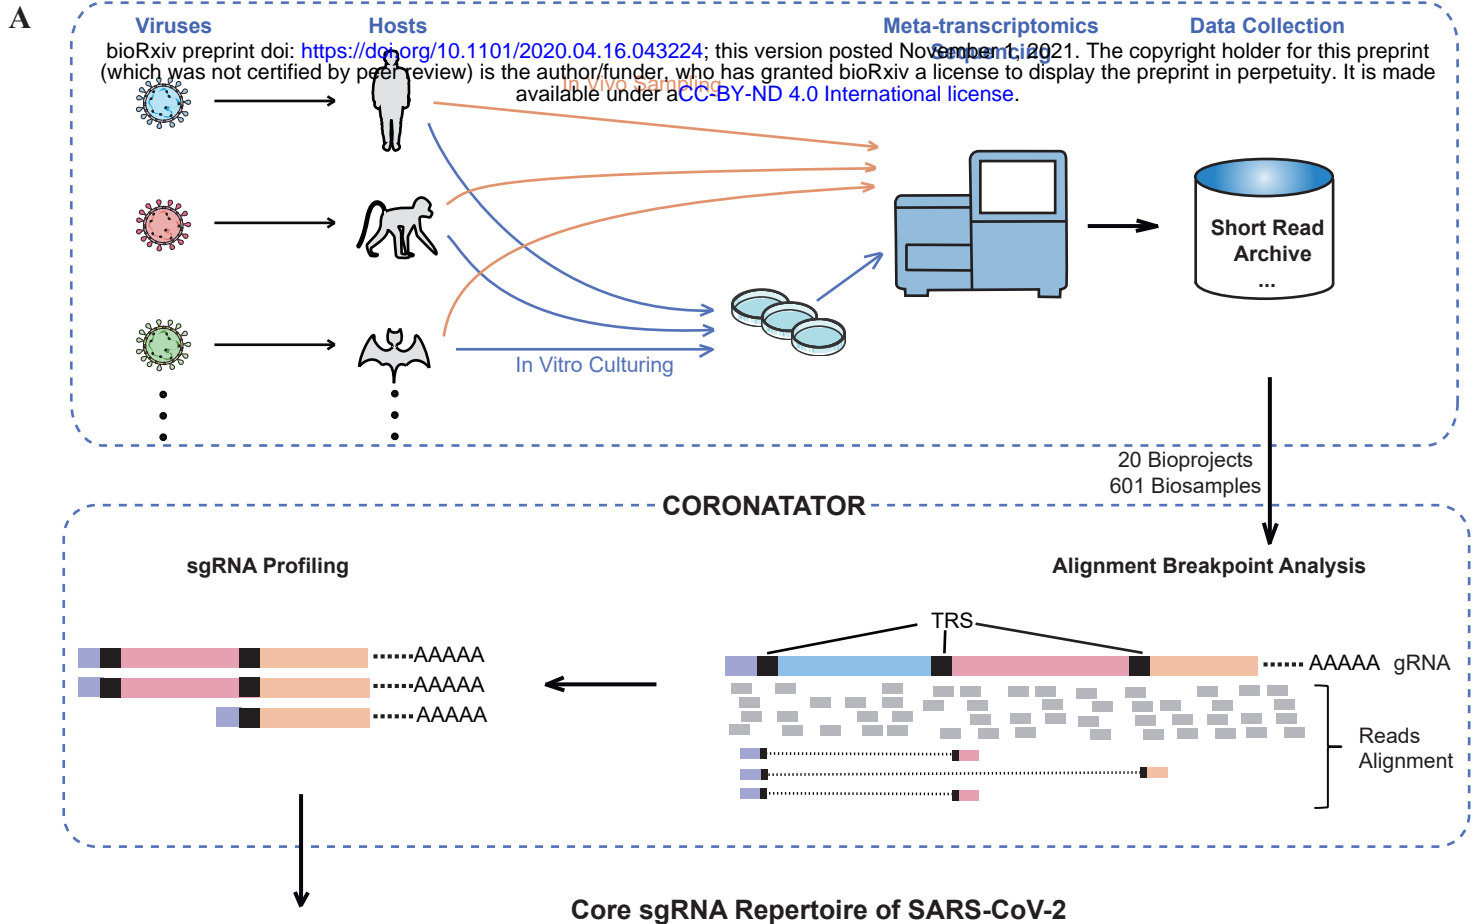 A
Viruses
Hosts
Meta-transcriptomics
Sequencing
Data Collection
bioRxiv preprint doi: https://doi.org/10.1101/2020.04.16.043224; this version posted November 1, 2021. The copyright holder for this preprint
(which was not certified by peer review) is the author/funder, who has granted bioRxiv a license to display the preprint in perpetuity. It is made
available under aCC-BY-ND 4.0 International license.
In Vivo Sampling
Short Read
Archive
...
In Vitro Culturing
20 Bioprojects
601 Biosamples
CORONATATOR
sgRNA Profiling
Alignment Breakpoint Analysis
TRS
AAAAA
AAAAA
AAAAA
AAAAA gRNA
Reads
Alignment
Core sgRNA Repertoire of SARS-CoV-2